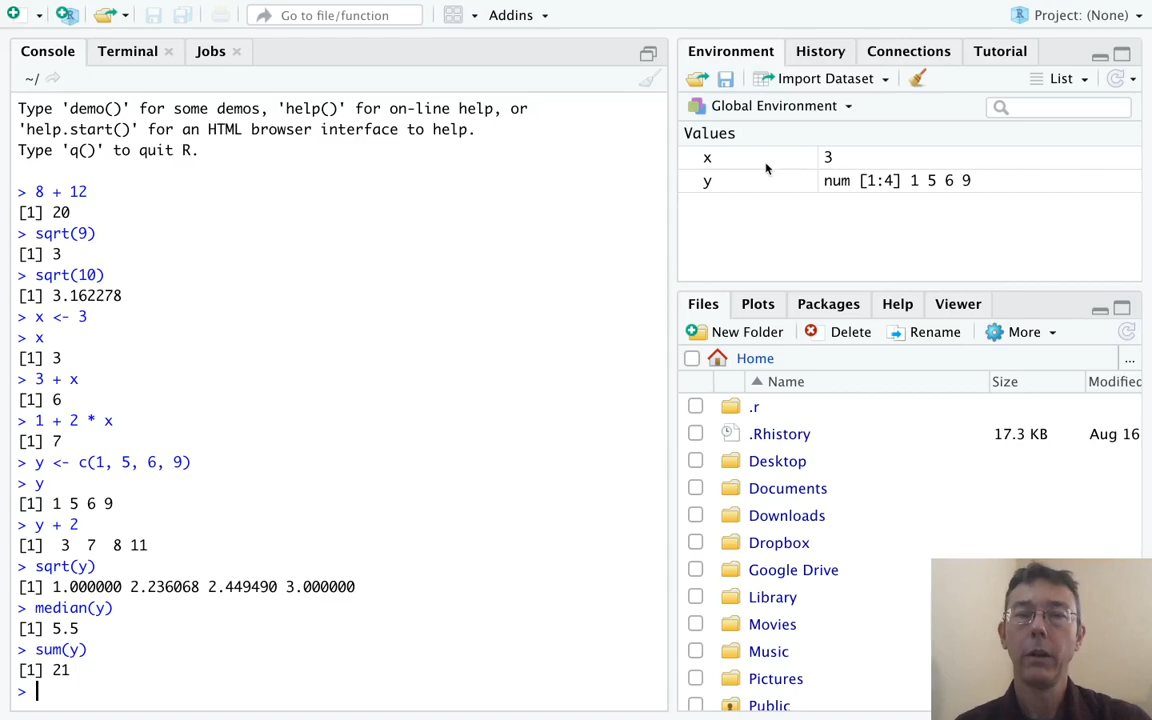 Go to file/function
Addins
Project: (None)
Console
Terminal
Jobs
~/
Type 'demo()' for some demos, 'help()' for on-line help, or
'help.start()' for an HTML browser interface to help.
Type 'q()' to quit R.
> 8 + 12
[1] 20
> sqrt(9)
[1] 3
> sqrt(10)
[1] 3.162278
> x <- 3
> x
[1] 3
> 3 + x
[1] 6
> 1 + 2 * x
[1] 7
> y <- c(1, 5, 6, 9)
> y
[1] 1 5 6 9
> y + 2
[1]  3  7  8 11
> sqrt(y)
[1] 1.000000 2.236068 2.449490 3.000000
> median(y)
[1] 5.5
> sum(y)
[1] 21
>
Environment
History
Connections
Tutorial
Import Dataset
List
Global Environment
Values
x 3
y num [1:4] 1 5 6 9
Files
Plots
Packages
Help
Viewer
New Folder
Delete
Rename
More
Home
...
Name Size Modified
.r
.Rhistory 17.3 KB Aug 16
Desktop
Documents
Downloads
Dropbox
Google Drive
Library
Movies
Music
Pictures
Public